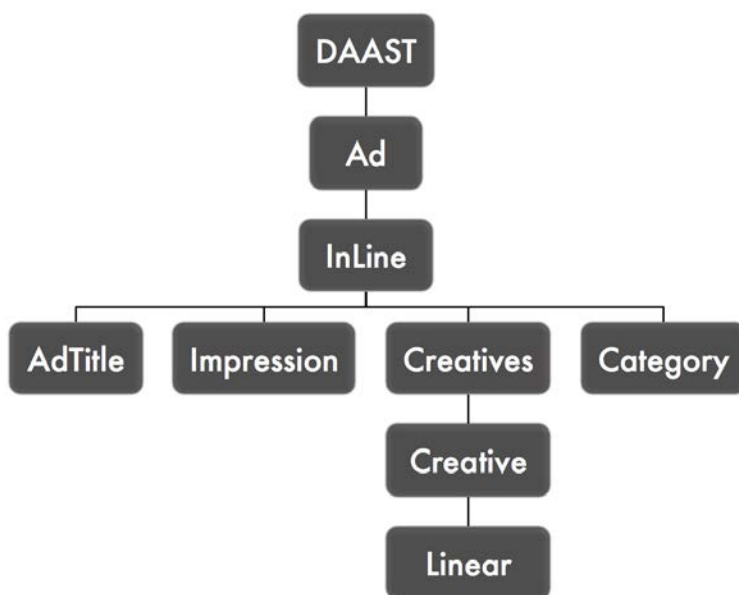 DAAST
Ad
InLine
AdTitle
Impression
Creatives
Category
Creative
Linear